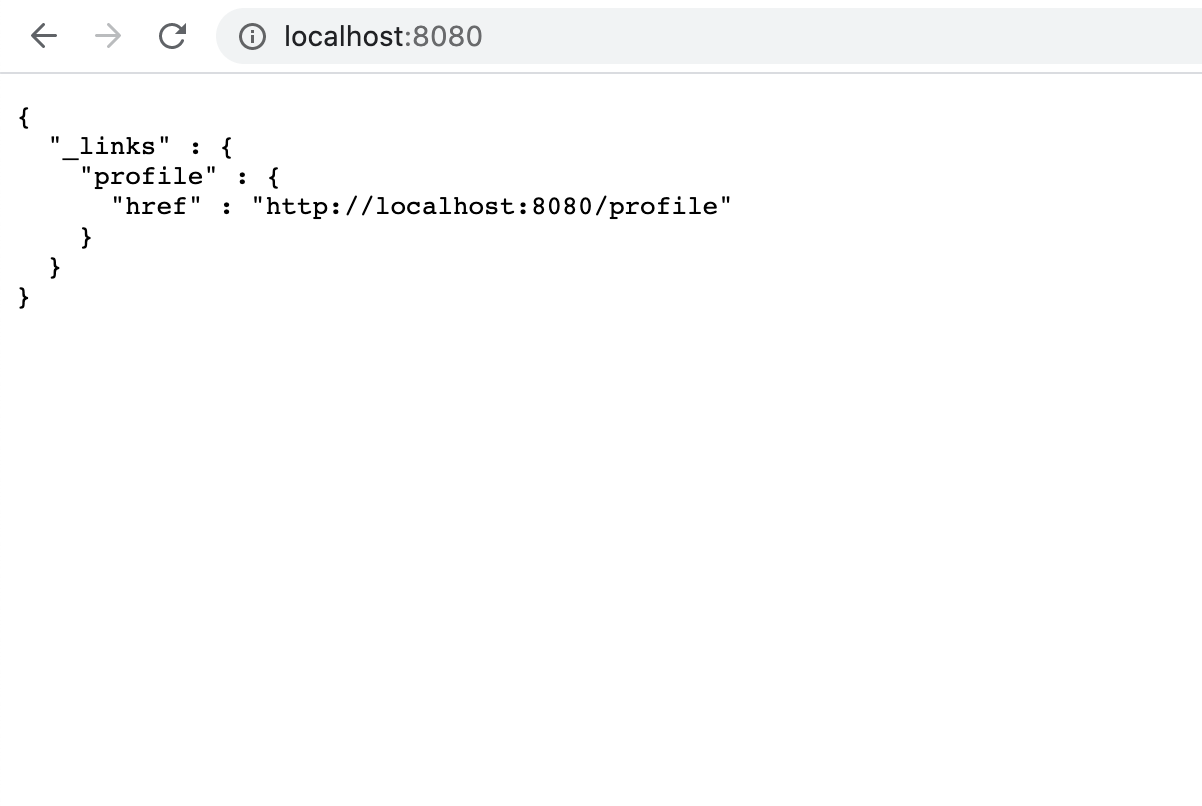 localhost:8080
{
  "_links" : {
    "profile" : {
      "href" : "http://localhost:8080/profile"
    }
  }
}